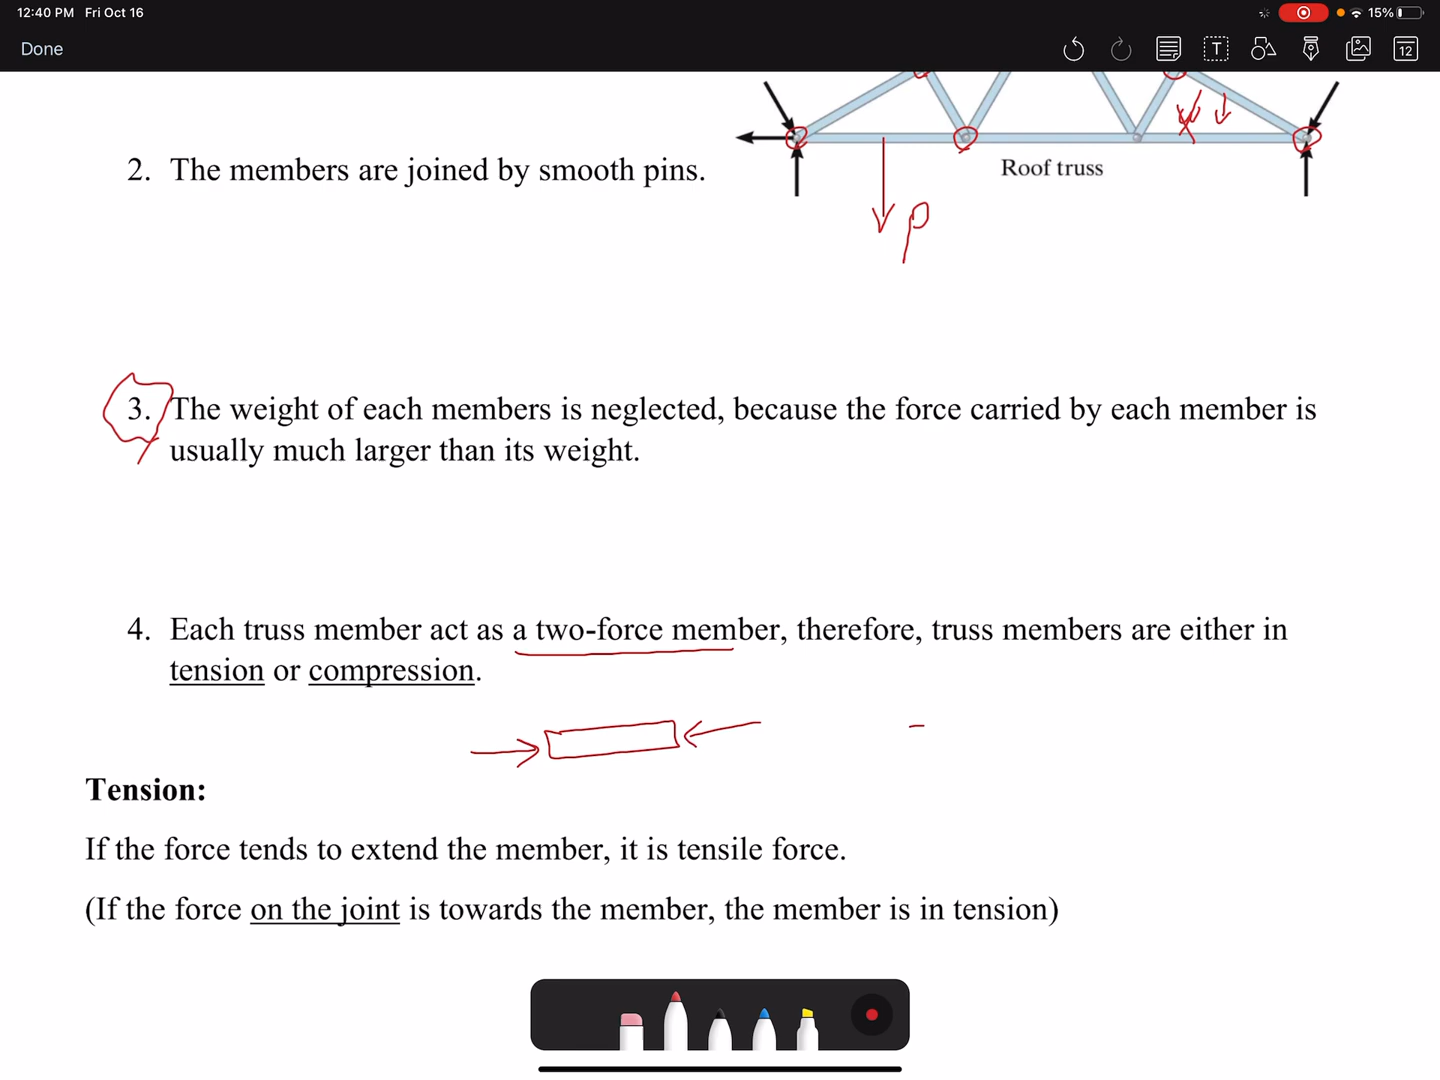 12:40 PM Fri Oct 16
15%
Done
T
12
2. The members are joined by smooth pins.
Roof truss
P
3. The weight of each members is neglected, because the force carried by each member is
usually much larger than its weight.
4. Each truss member act as a two-force member, therefore, truss members are either in
tension or compression.
Tension:
If the force tends to extend the member, it is tensile force.
(If the force on the joint is towards the member, the member is in tension)